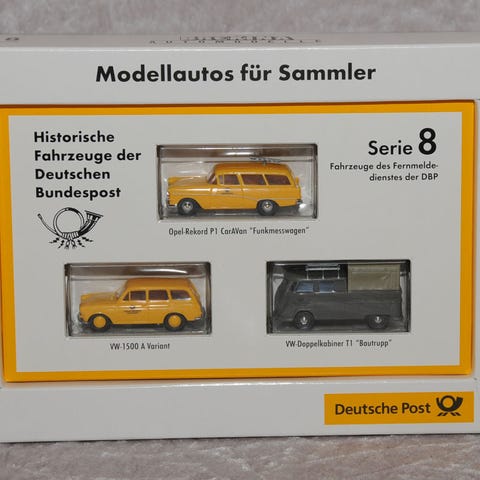 AUTOMODELLE
Modellautos für Sammler
Historische
Fahrzeuge der
Deutschen
Bundespost
Serie 8
Fahrzeuge des Fernmelde-
dienstes der DBP
Opel-Rekord P1 CarAVan "Funkmesswagen"
VW-1500 A Variant
VW-Doppelkabiner T1 "Bautrupp"
Deutsche Post